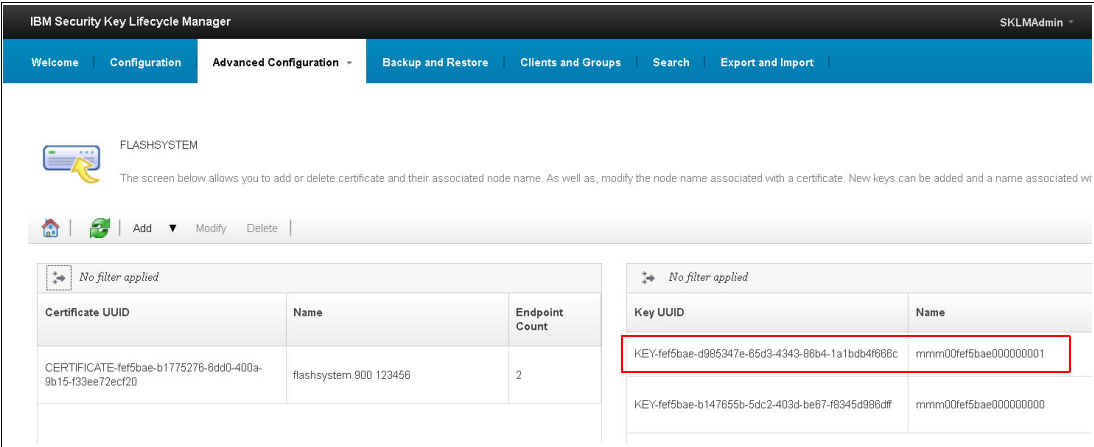 IBM Security Key Lifecycle Manager
SKLMAdmin
Welcome
Configuration
Advanced Configuration
Backup and Restore
Clients and Groups
Search
Export and Import
FLASHSYSTEM
The screen below allows you to add or delete certificate and their associated node name. As well as, modify the node name associated with a certificate. New keys can be added and a name associated wi
Add
Modify
Delete
No filter applied
Certificate UUID
Name
Endpoint
Count
CERTIFICATE-fef5bae-b1775276-6dd0-400a-
9b15-f33ee72ecf20
flashsystem 900 123456
2
No filter applied
Key UUID
Name
KEY-fef5bae-d985347e-65d3-4343-86b4-1a1bdb4f666c
mmm00fef5bae000000001
KEY-fef5bae-b147655b-5dc2-403d-be67-f8345d986dff
mmm00fef5bae000000000